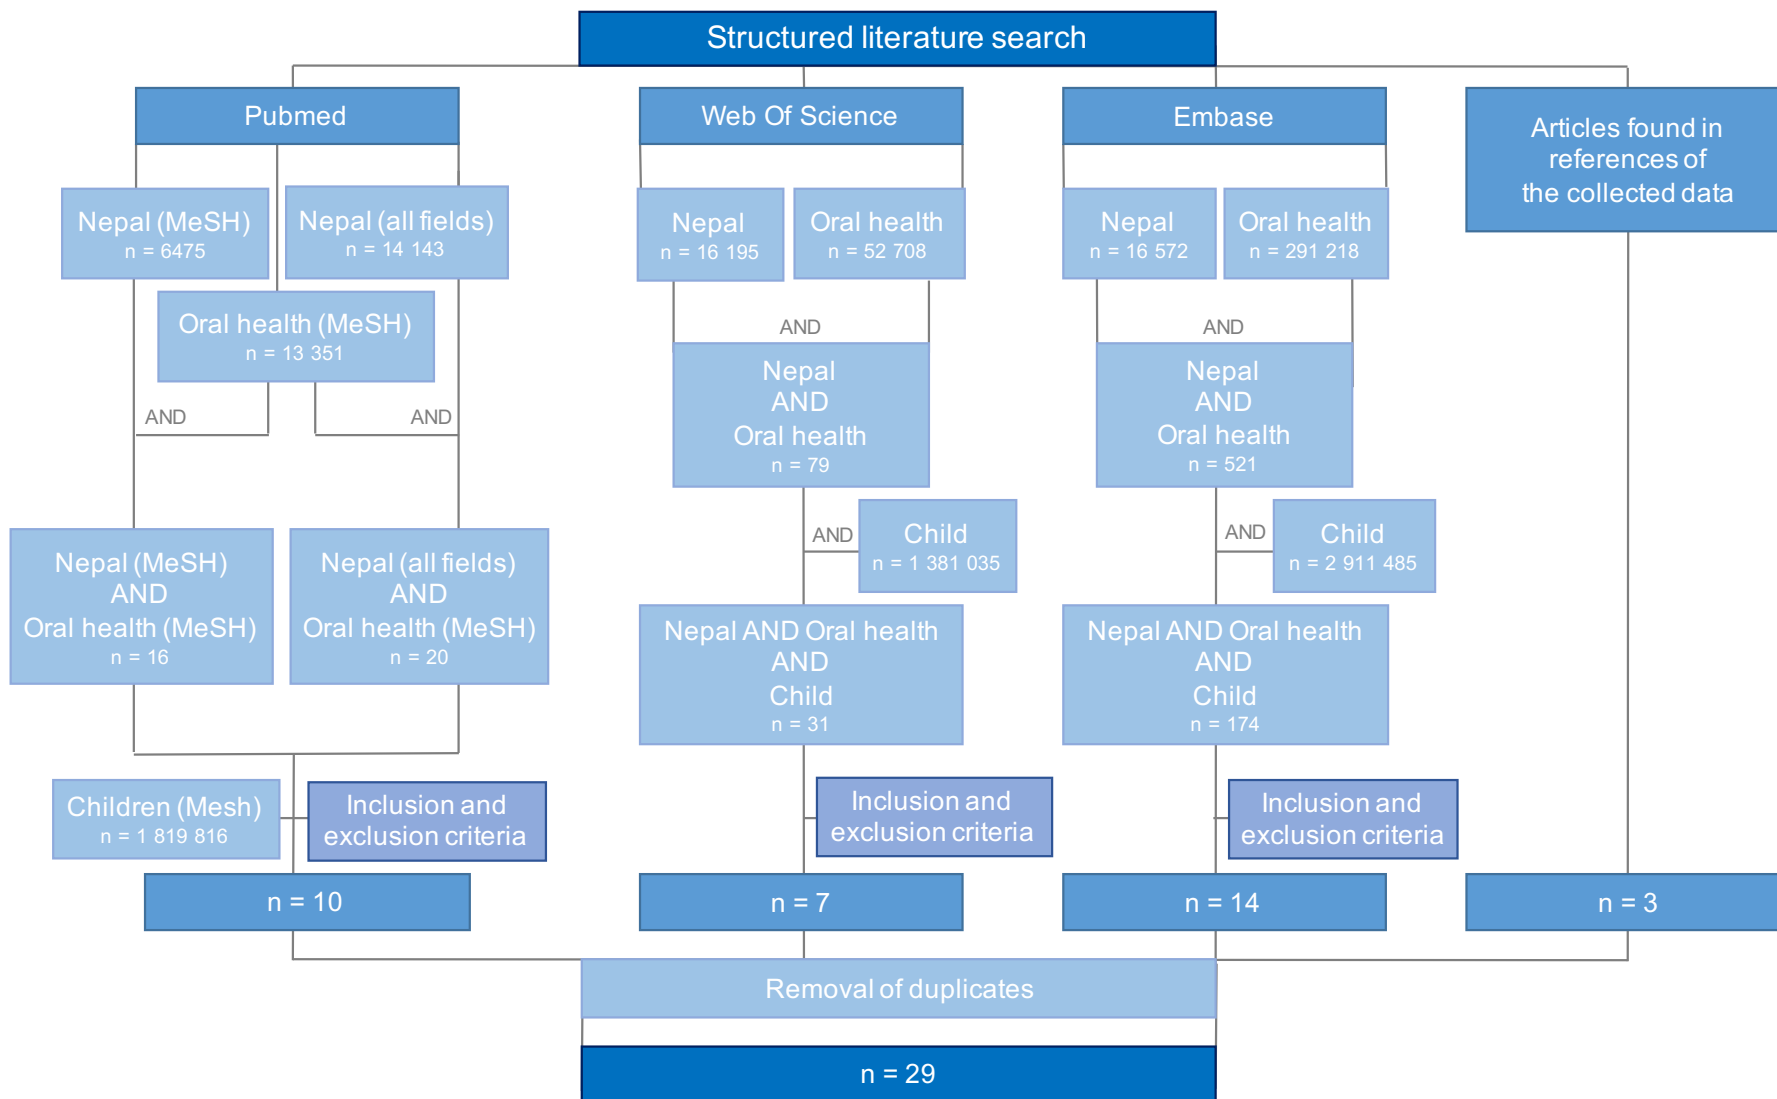 Structured literature search
Pubmed
Nepal (MeSH)
n = 6475
Nepal (all fields)
n = 14 143
Oral health (MeSH)
n = 13 351
AND
AND
Nepal (MeSH)
AND
Oral health (MeSH)
n = 16
Nepal (all fields)
AND
Oral health (MeSH)
n = 20
Children (Mesh)
n = 1 819 816
Inclusion and
exclusion criteria
n = 10
Web Of Science
Nepal
n = 16 195
Oral health
n = 52 708
AND
Nepal
AND
Oral health
n = 79
AND
Child
n = 1 381 035
Nepal AND Oral health
AND
Child
n = 31
Inclusion and
exclusion criteria
n = 7
Embase
Nepal
n = 16 572
Oral health
n = 291 218
AND
Nepal
AND
Oral health
n = 521
AND
Child
n = 2 911 485
Nepal AND Oral health
AND
Child
n = 174
Inclusion and
exclusion criteria
n = 14
Articles found in
references of
the collected data
n = 3
Removal of duplicates
n = 29